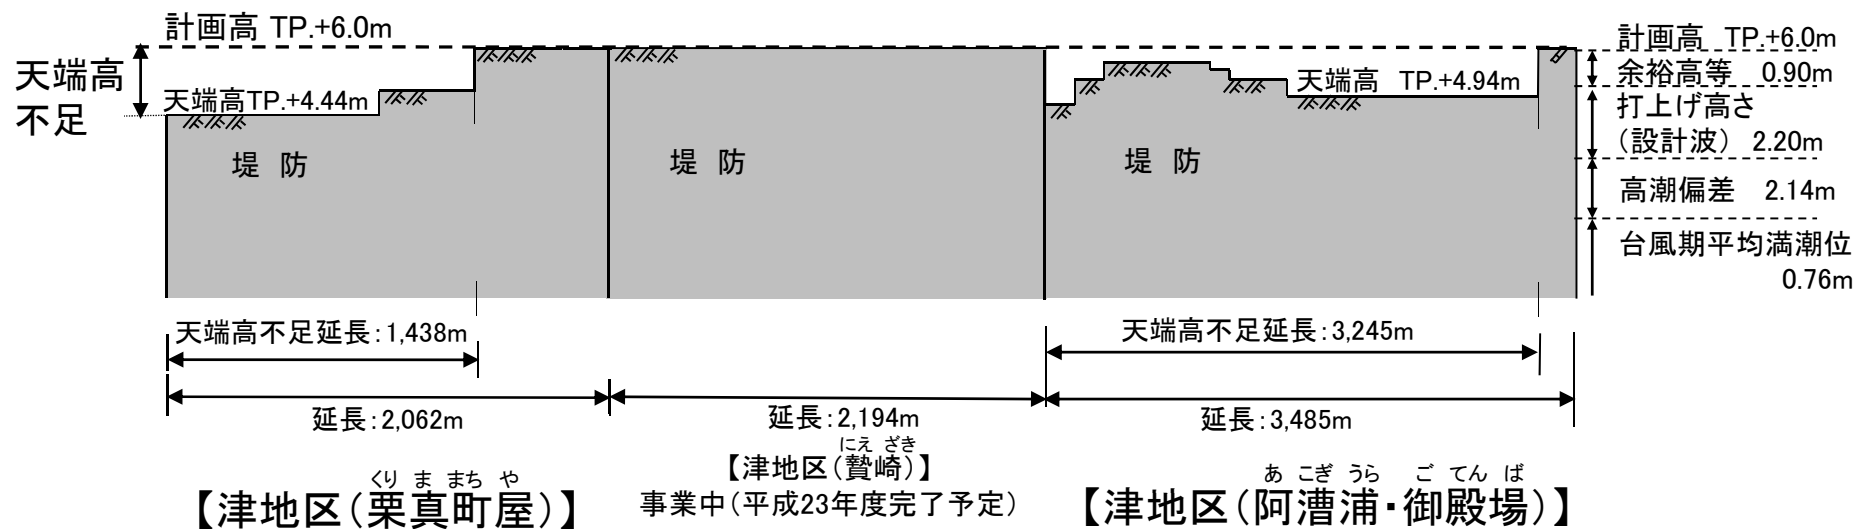 計画高 TP.+6.0m
天端高
不足
天端高TP.+4.44m
堤 防
堤 防
天端高 TP.+4.94m
堤 防
計画高 TP.+6.0m
余裕高等 0.90m
打上げ高さ
（設計波） 2.20m
高潮偏差 2.14m
台風期平均満潮位
0.76m
天端高不足延長：1,438m
天端高不足延長：3,245m
延長：2,062m
延長：2,194m
延長：3,485m
くり ま まち や
【津地区（栗真町屋）】
にえ ざき
【津地区（贄崎）】
事業中（平成23年度完了予定）
あ こぎ うら ご てん ば
【津地区（阿漕浦・御殿場）】